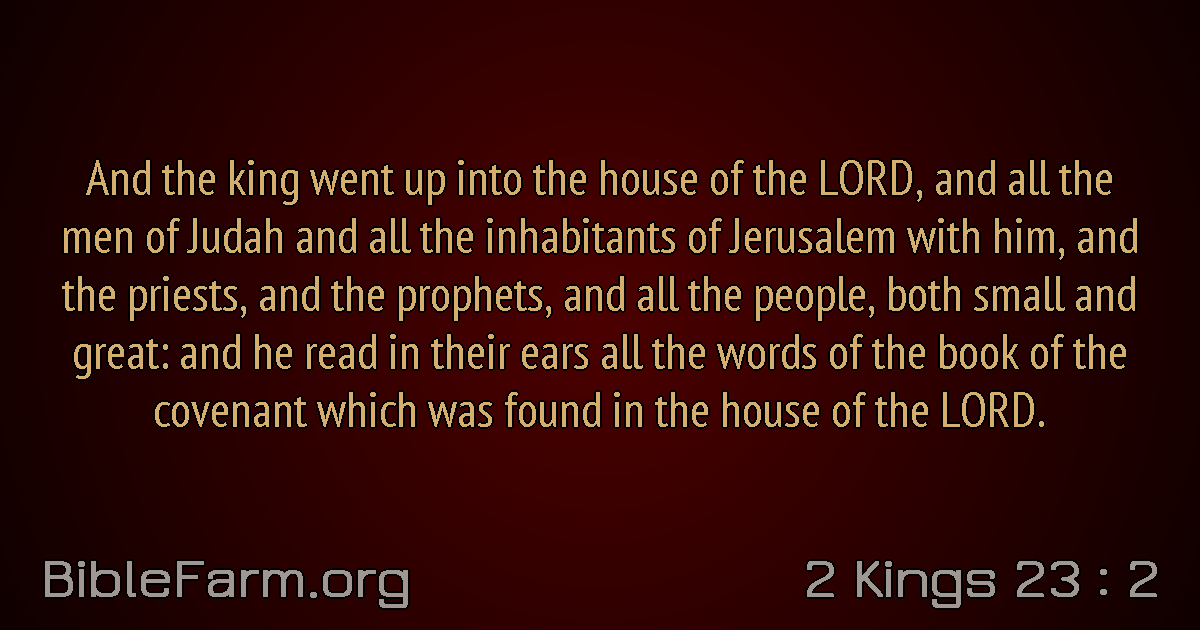 And the king went up into the house of the LORD, and all the
men of Judah and all the inhabitants of Jerusalem with him, and
the priests, and the prophets, and all the people, both small and
great: and he read in their ears all the words of the book of the
covenant which was found in the house of the LORD.
BibleFarm.org
2 Kings 23 : 2